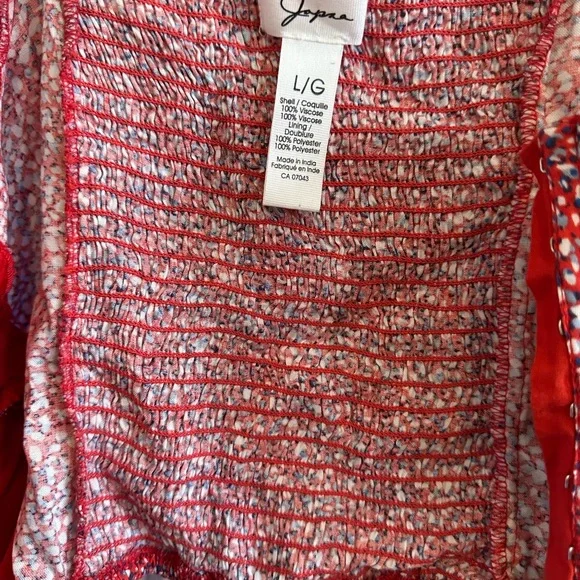 Japna
L/G
Shell / Coquille
100% Viscose
100% Viscose
Lining /
Doublure
100% Polyester
100% Polyester
Made in India
Fabriqué en Inde
CA 07043